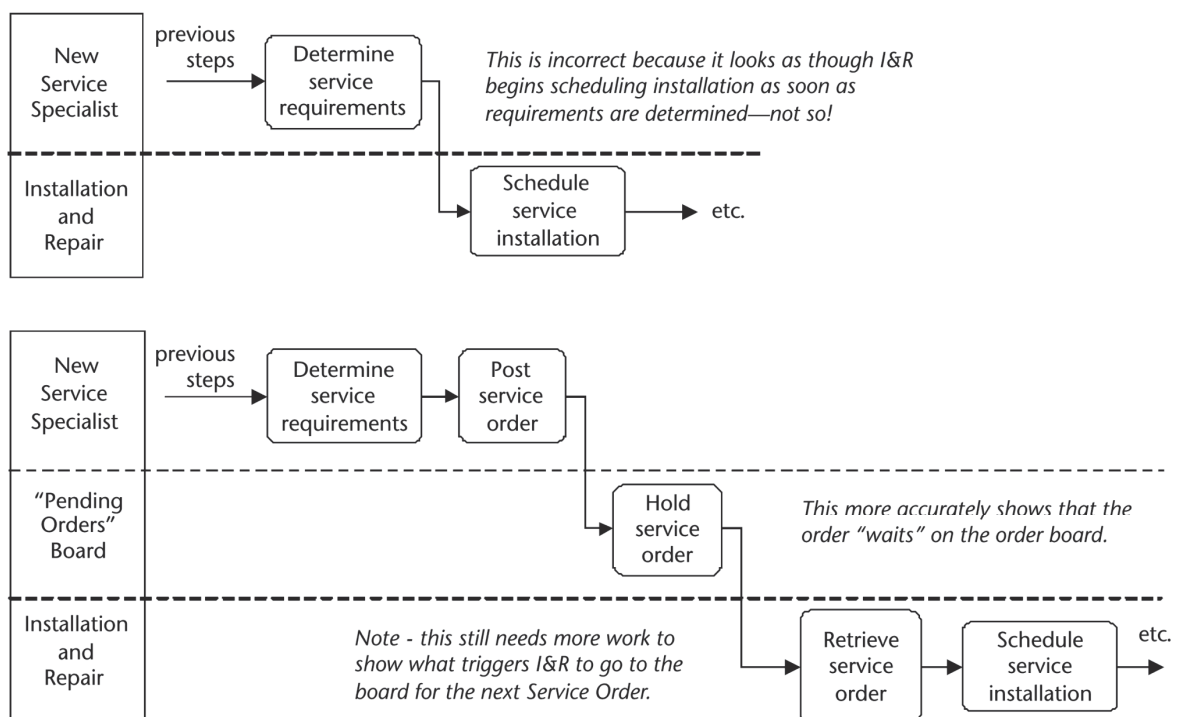 New
Service
Specialist
previous
steps
Determine
service
requirements
This is incorrect because it looks as though I&R
begins scheduling installation as soon as
requirements are determined—not so!
Installation
and
Repair
Schedule
service
installation
etc.
New
Service
Specialist
previous
steps
Determine
service
requirements
Post
service
order
“Pending
Orders”
Board
Hold
service
order
This more accurately shows that the
order “waits” on the order board.
Installation
and
Repair
Note - this still needs more work to
show what triggers I&R to go to the
board for the next Service Order.
Retrieve
service
order
Schedule
service
installation
etc.